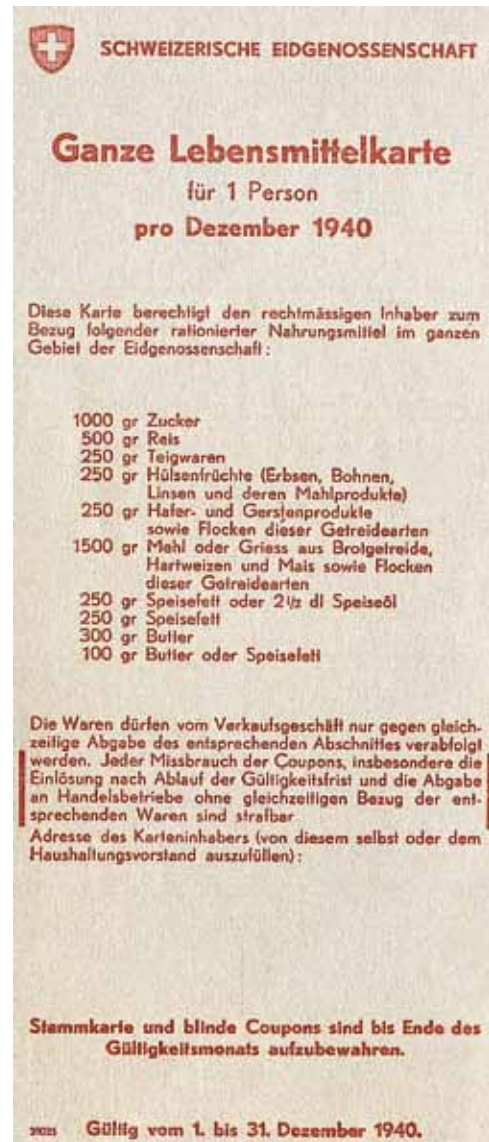 SCHWEIZERISCHE EIDGENOSSENSCHAFT
Ganze Lebensmittelkarte
für 1 Person
pro Dezember 1940
Diese Karte berechtigt den rechtmässigen Inhaber zum
Bezug folgender rationierter Nahrungsmittel im ganzen
Gebiet der Eidgenossenschaft:
1000 gr Zucker
500 gr Reis
250 gr Teigwaren
250 gr Hülsenfrüchte (Erbsen, Bohnen,
Linsen und deren Mahlprodukte)
250 gr Hafer- und Gerstenprodukte
sowie Flocken dieser Getreidearten
1500 gr Mehl oder Griess aus Brotgetreide,
Hartweizen und Mais sowie Flocken
dieser Getreidearten
250 gr Speisefett oder 2½ dl Speiseöl
250 gr Speisefett
300 gr Butter
100 gr Butter oder Speisefett
Die Waren dürfen vom Verkaufsgeschäft nur gegen gleich-
zeitige Abgabe des entsprechenden Abschnittes verabfolgt
werden. Jeder Missbrauch der Coupons, insbesondere die
Einlösung nach Ablauf der Gültigkeitsfrist und die Abgabe
an Handelsbetriebe ohne gleichzeitigen Bezug der ent-
sprechenden Waren sind strafbar
Adresse des Karteninhabers (von diesem selbst oder dem
Haushaltungsvorstand auszufüllen):
Stammkarte und blinde Coupons sind bis Ende des
Gültigkeitsmonats aufzubewahren.
Gültig vom 1. bis 31. Dezember 1940.